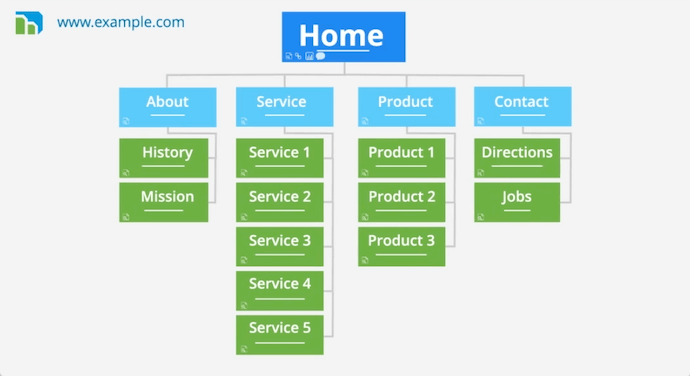 www.example.com
Home
About
Service
Product
Contact
History
Service 1
Product 1
Directions
Mission
Service 2
Product 2
Jobs
Service 3
Product 3
Service 4
Service 5